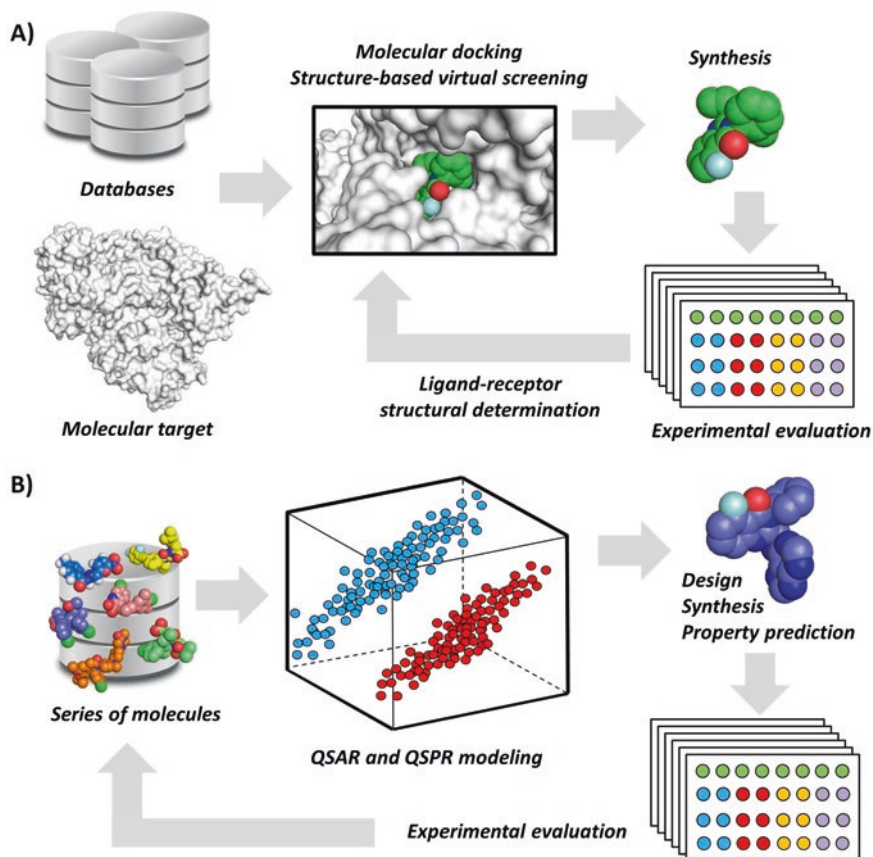 A)
Molecular docking
Structure-based virtual screening
Synthesis
Databases
Molecular target
Ligand-receptor
structural determination
Experimental evaluation
B)
Design
Synthesis
Property prediction
Series of molecules
QSAR and QSPR modeling
Experimental evaluation